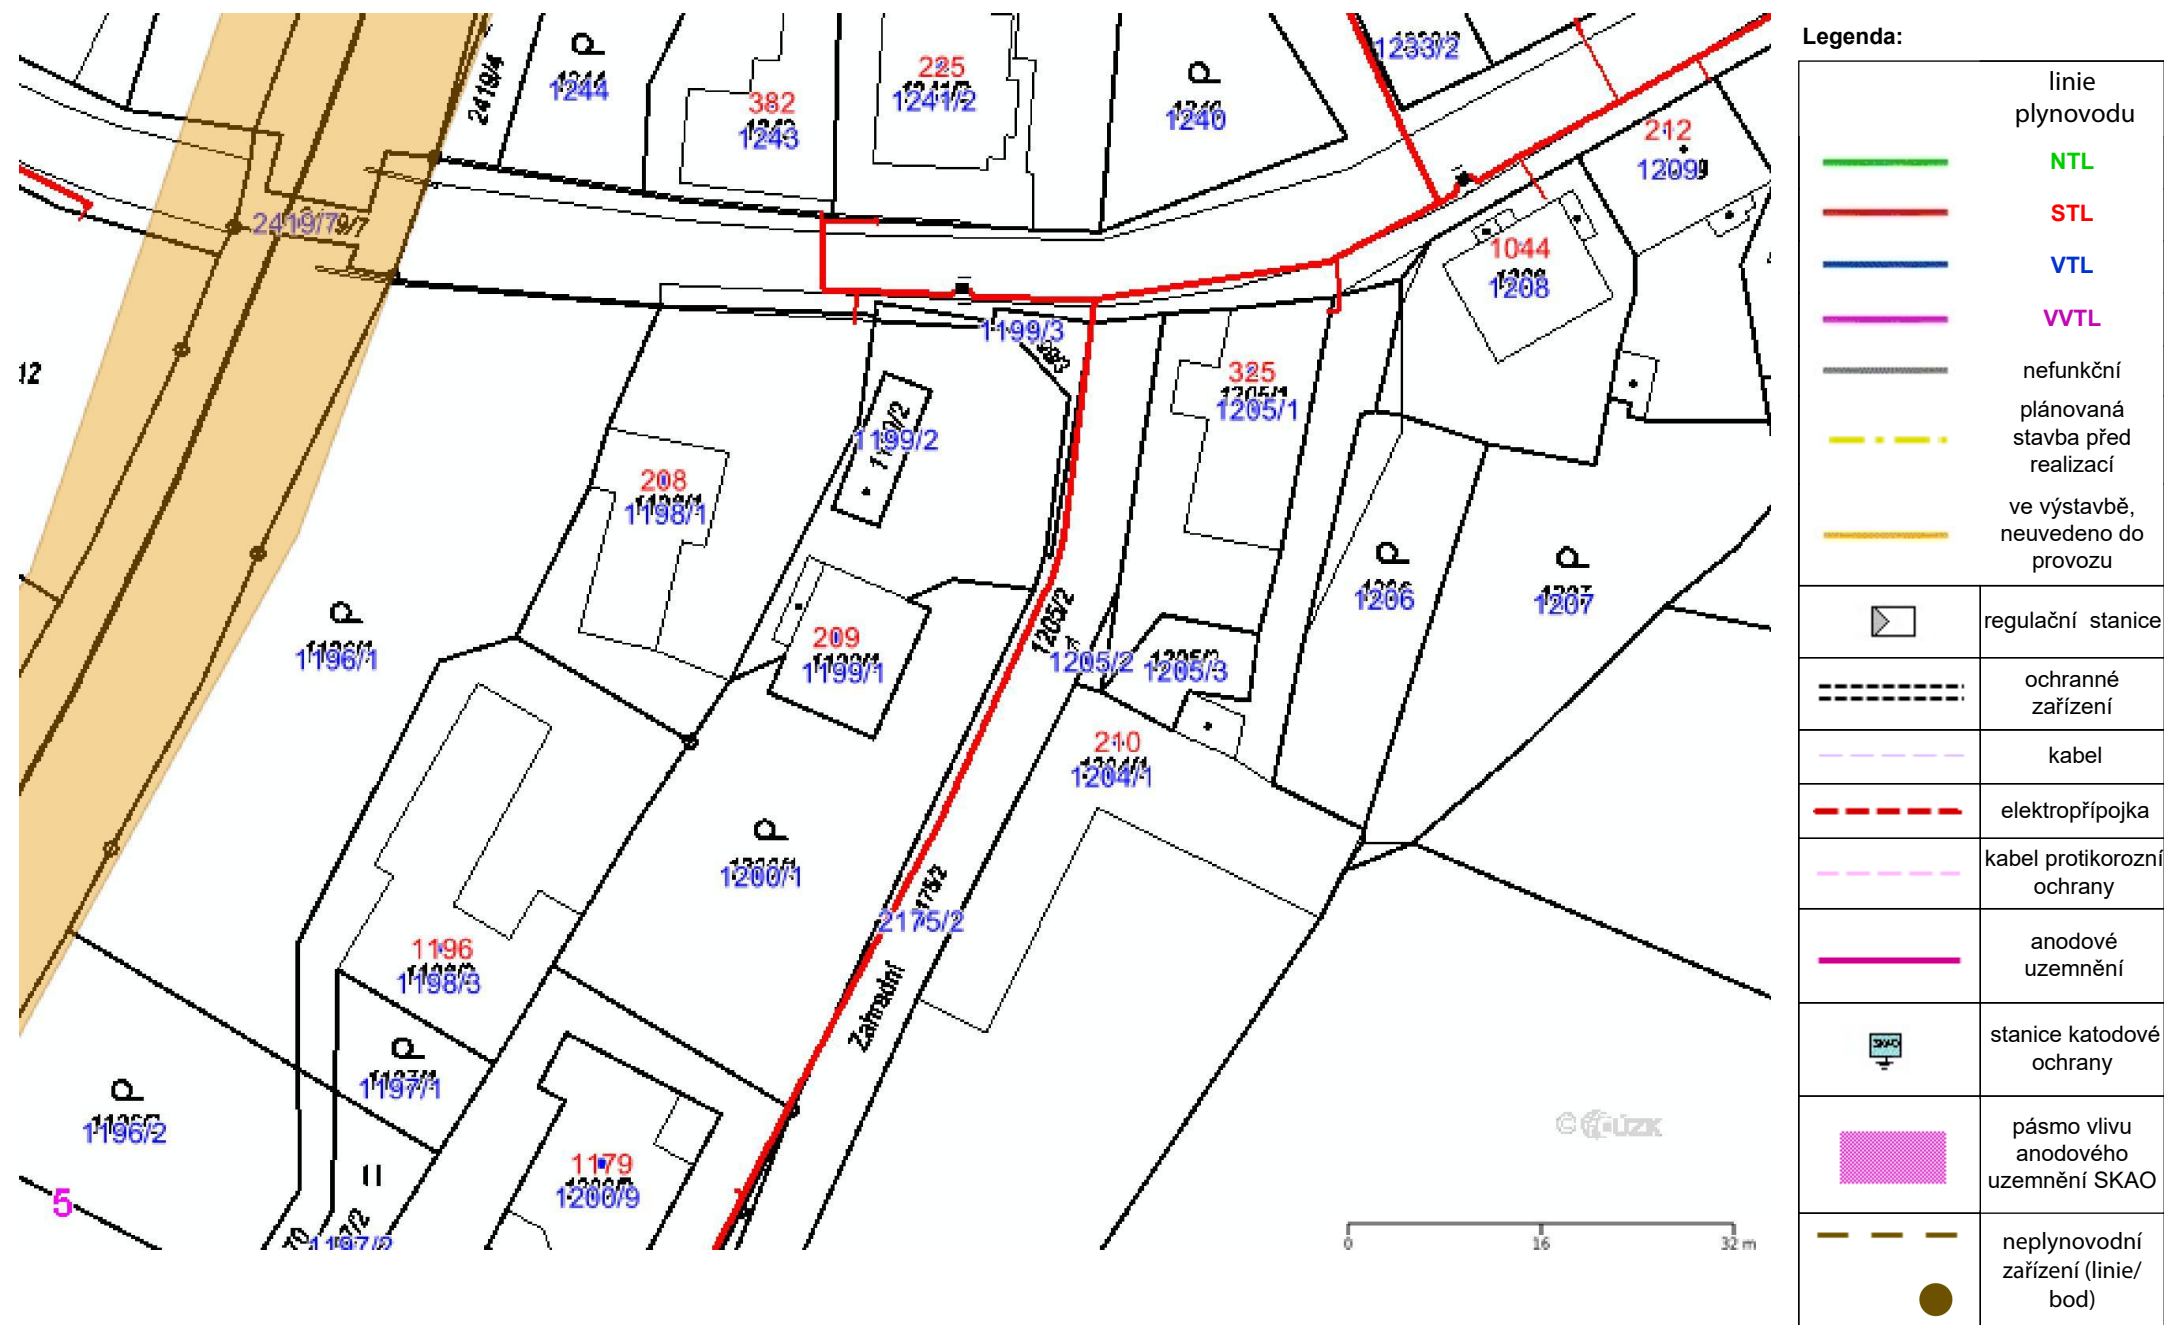 Legenda:
linie
plynovodu
NTL
STL
VTL
VVTL
nefunkční
plánovaná
stavba před
realizací
ve výstavbě,
neuvedeno do
provozu
regulační stanice
ochranné
zařízení
kabel
elektropřípojka
kabel protikorozní
ochrany
anodové
uzemnění
SKAO
stanice katodové
ochrany
pásmo vlivu
anodového
uzemnění SKAO
neplynovodní
zařízení (linie/
bod)
2419/4
1244
382
1243
225
1241/2
1240
1233/2
212
1209
2419/7
1044
1208
1199/3
12
325
1205/1
1199/2
208
1198/1
1206
1207
1196/1
209
1199/1
1205/2
1205/2
1205/3
210
1204/1
1200/1
2175/2
1196
1198/3
Zahradní
1197/1
1196/2
1179
1200/9
5
1197/2
©
ČÚZK
0
16
32 m